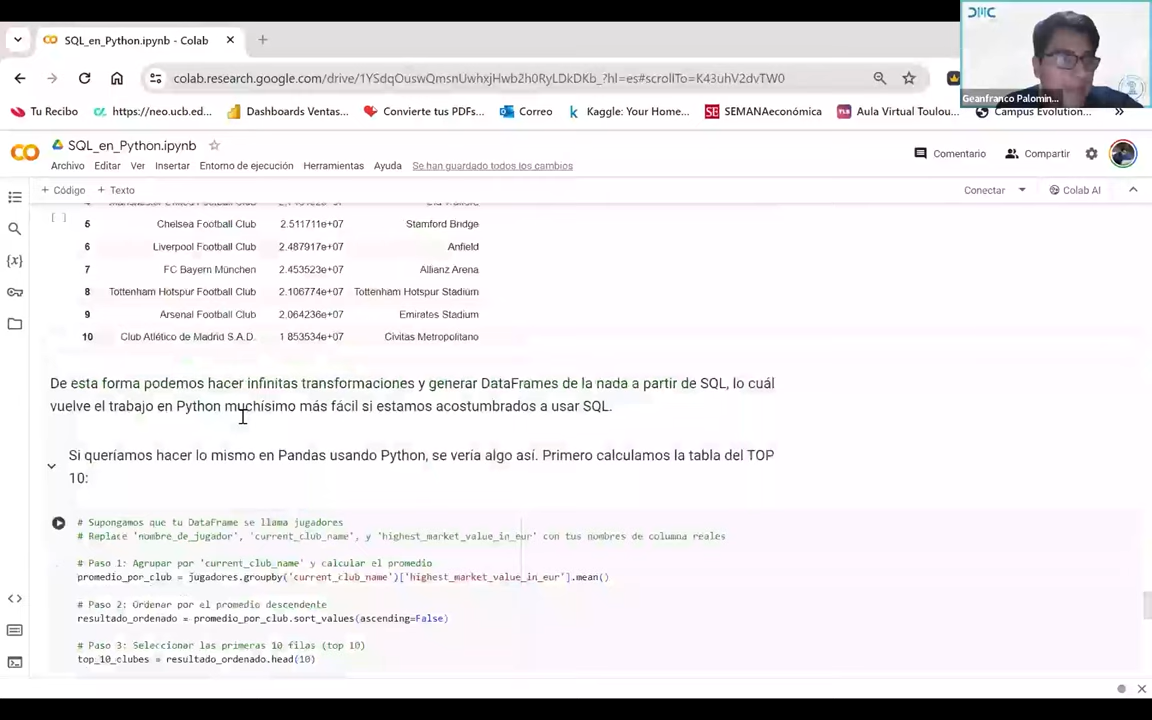 SQL_en_Python.ipynb - Colab
DMC
colab.research.google.com/drive/1YSdqOuswQmsnUwhxjHwb2h0RyLDkDKb_?hl=es#scrollTo=K43uhV2dvTW0
Geanfranco Palomin...
Tu Recibo
https://neo.ucb.ed...
Dashboards Ventas...
Convierte tus PDFs...
Correo
Kaggle: Your Home...
SEMANAeconómica
Aula Virtual Toulou...
Campus Evolution...
SQL_en_Python.ipynb
Comentario
Compartir
Archivo Editar Ver Insertar Entorno de ejecución Herramientas Ayuda Se han guardado todos los cambios
+ Código + Texto
Conectar
Colab AI
5 Chelsea Football Club 2.511711e+07 Stamford Bridge
6 Liverpool Football Club 2.487917e+07 Anfield
7 FC Bayern München 2.453523e+07 Allianz Arena
8 Tottenham Hotspur Football Club 2.106774e+07 Tottenham Hotspur Stadium
9 Arsenal Football Club 2.064236e+07 Emirates Stadium
10 Club Atlético de Madrid S.A.D. 1.853534e+07 Civitas Metropolitano
De esta forma podemos hacer infinitas transformaciones y generar DataFrames de la nada a partir de SQL, lo cuál
vuelve el trabajo en Python muchísimo más fácil si estamos acostumbrados a usar SQL.
Si queríamos hacer lo mismo en Pandas usando Python, se vería algo así. Primero calculamos la tabla del TOP
10:
# Supongamos que tu DataFrame se llama jugadores
# Replace 'nombre_de_jugador', 'current_club_name', y 'highest_market_value_in_eur' con tus nombres de columna reales
# Paso 1: Agrupar por 'current_club_name' y calcular el promedio
promedio_por_club = jugadores.groupby('current_club_name')['highest_market_value_in_eur'].mean()
# Paso 2: Ordenar por el promedio descendente
resultado_ordenado = promedio_por_club.sort_values(ascending=False)
# Paso 3: Seleccionar las primeras 10 filas (top 10)
top_10_clubes = resultado_ordenado.head(10)